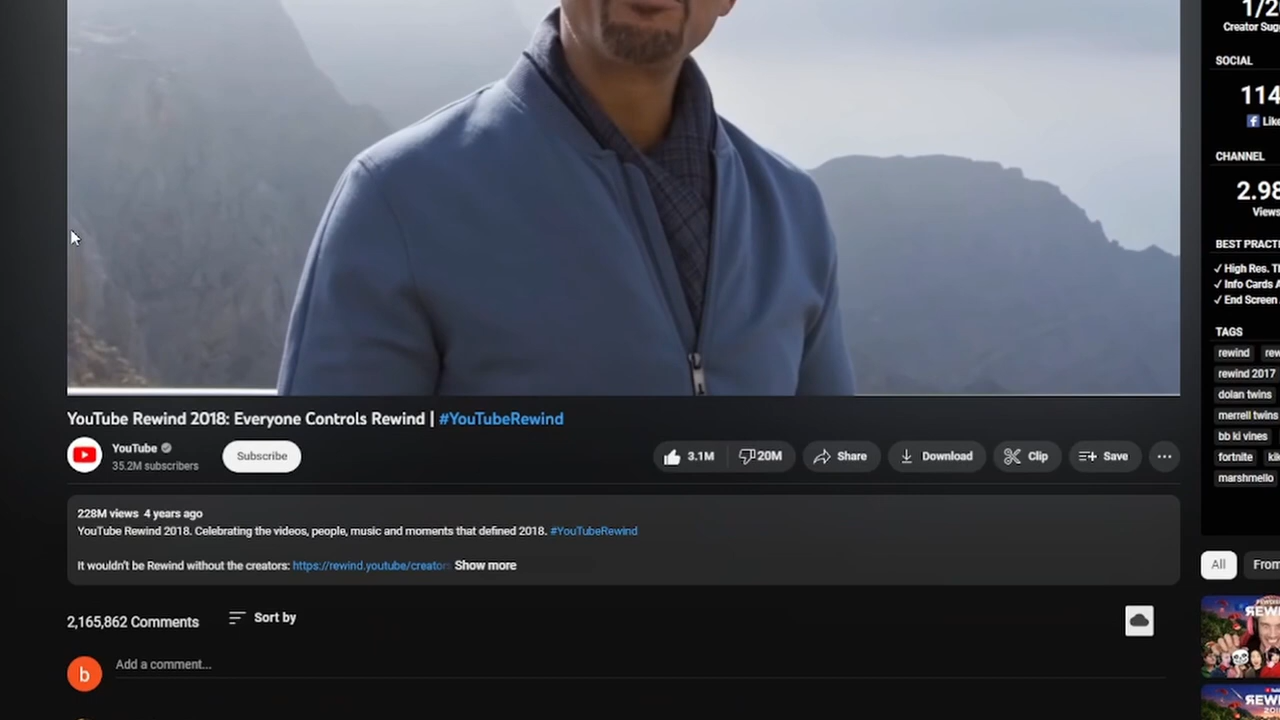 YouTube Rewind 2018: Everyone Controls Rewind | #YouTubeRewind
YouTube
35.2M subscribers
Subscribe
3.1M
20M
Share
Download
Clip
Save
228M views 4 years ago
YouTube Rewind 2018. Celebrating the videos, people, music and moments that defined 2018. #YouTubeRewind
It wouldn't be Rewind without the creators: https://rewind.youtube/creator
Show more
2,165,862 Comments
Sort by
b
Add a comment...
1/2
Creator Sug
SOCIAL
114
Like
CHANNEL
2.98
Views
BEST PRACT
✓ High Res. T
✓ Info Cards A
✓ End Screen
TAGS
rewind
rew
rewind 2017
dolan twins
merrell twins
bb ki vines
fortnite
kik
marshmello
All
From
REWI
REWIN